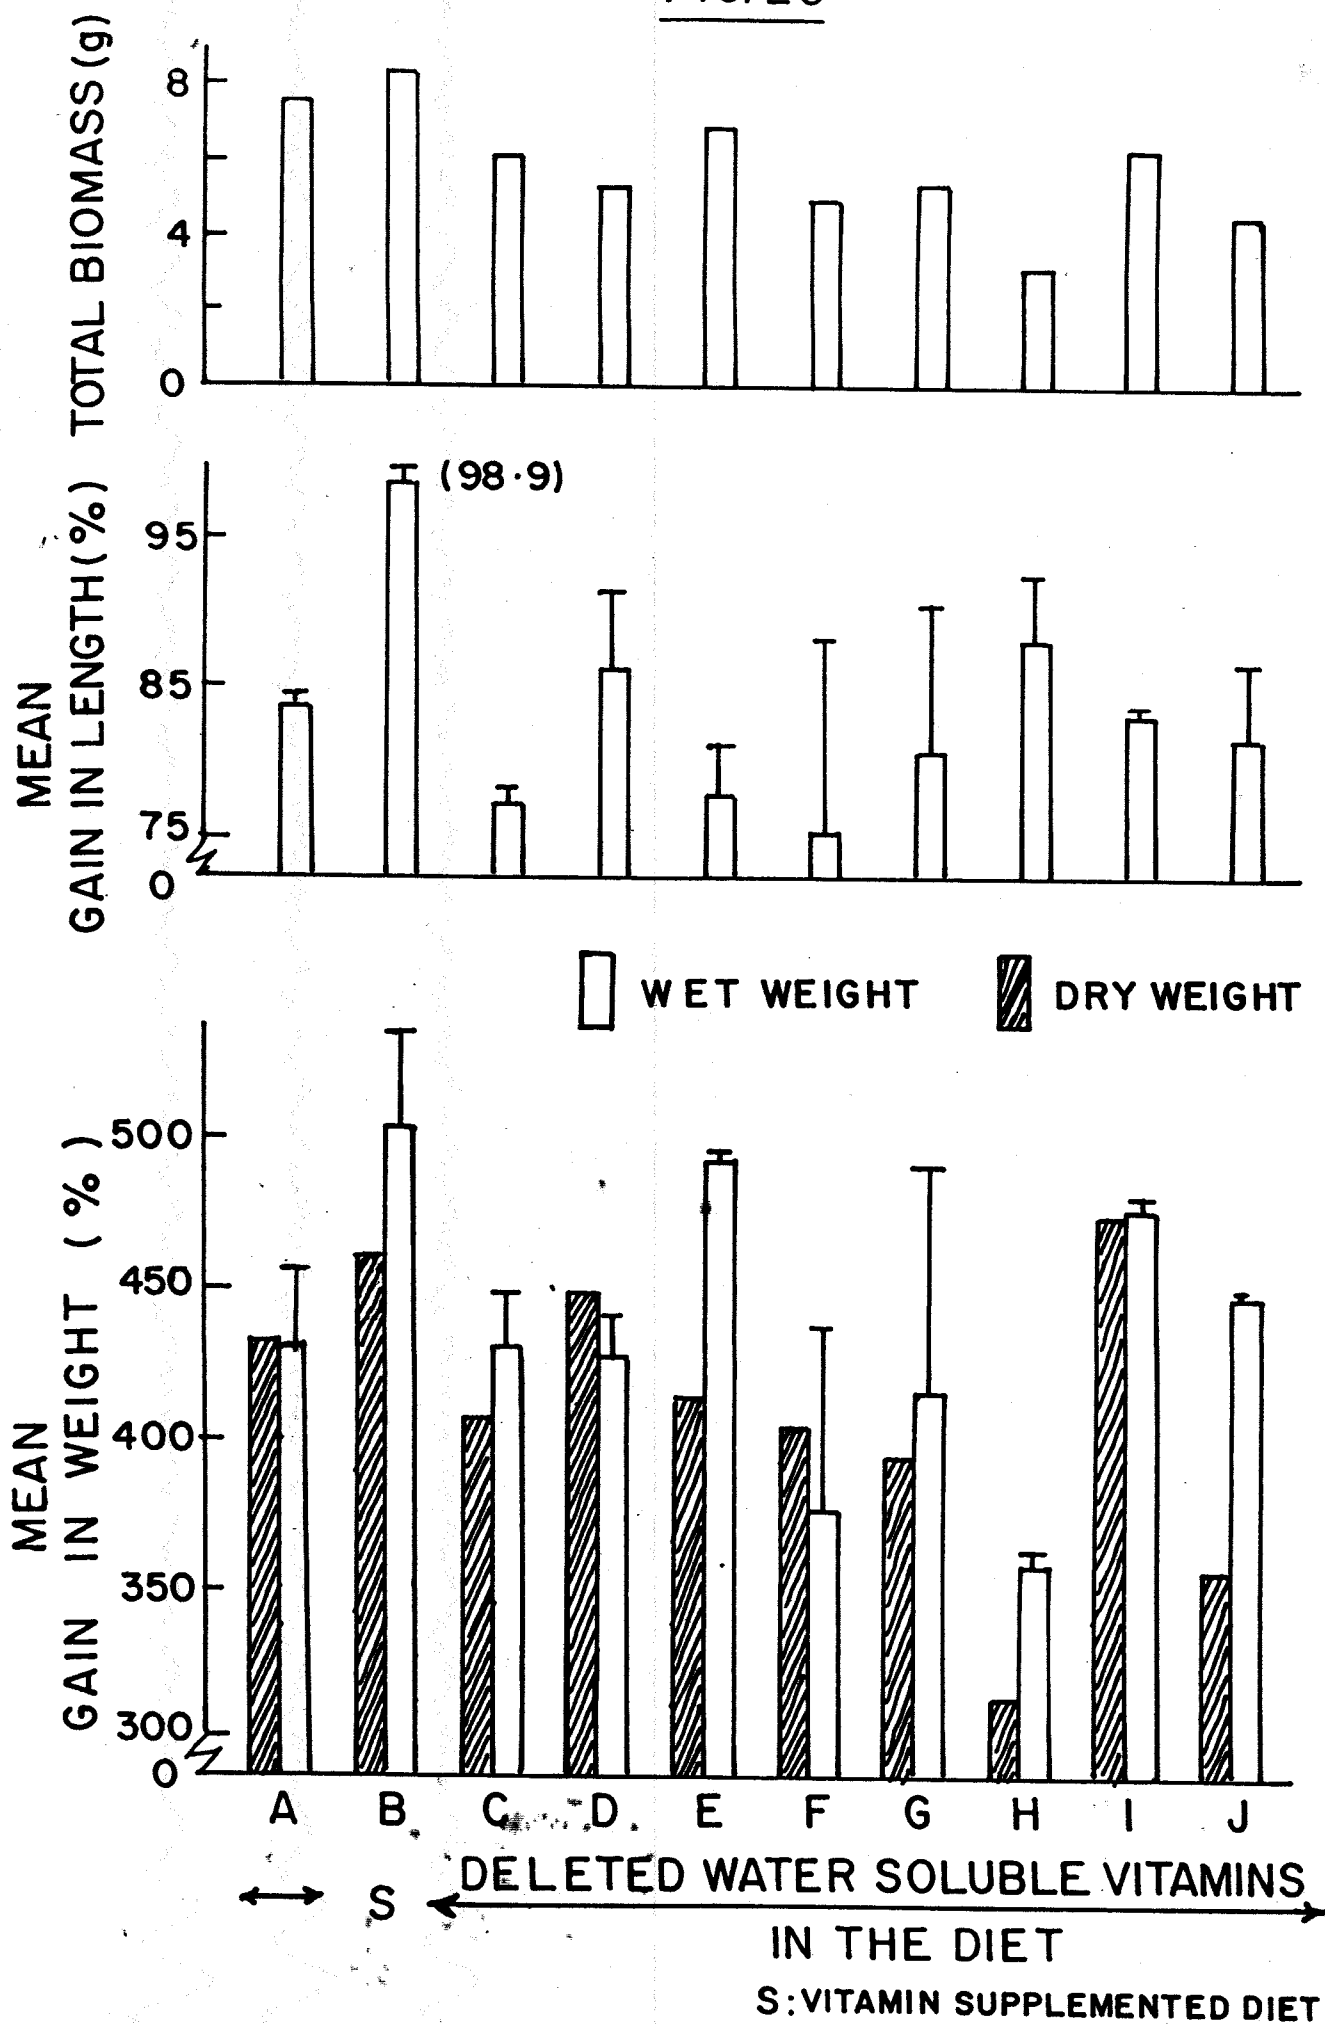 TOTAL BIOMASS (g)
8
4
0
MEAN
GAIN IN LENGTH (%)
(98·9)
95
85
75
0
WET WEIGHT
DRY WEIGHT
MEAN
GAIN IN WEIGHT (%)
500
450
400
350
300
0
A B C D E F G H I J
S
DELETED WATER SOLUBLE VITAMINS
IN THE DIET
S: VITAMIN SUPPLEMENTED DIET